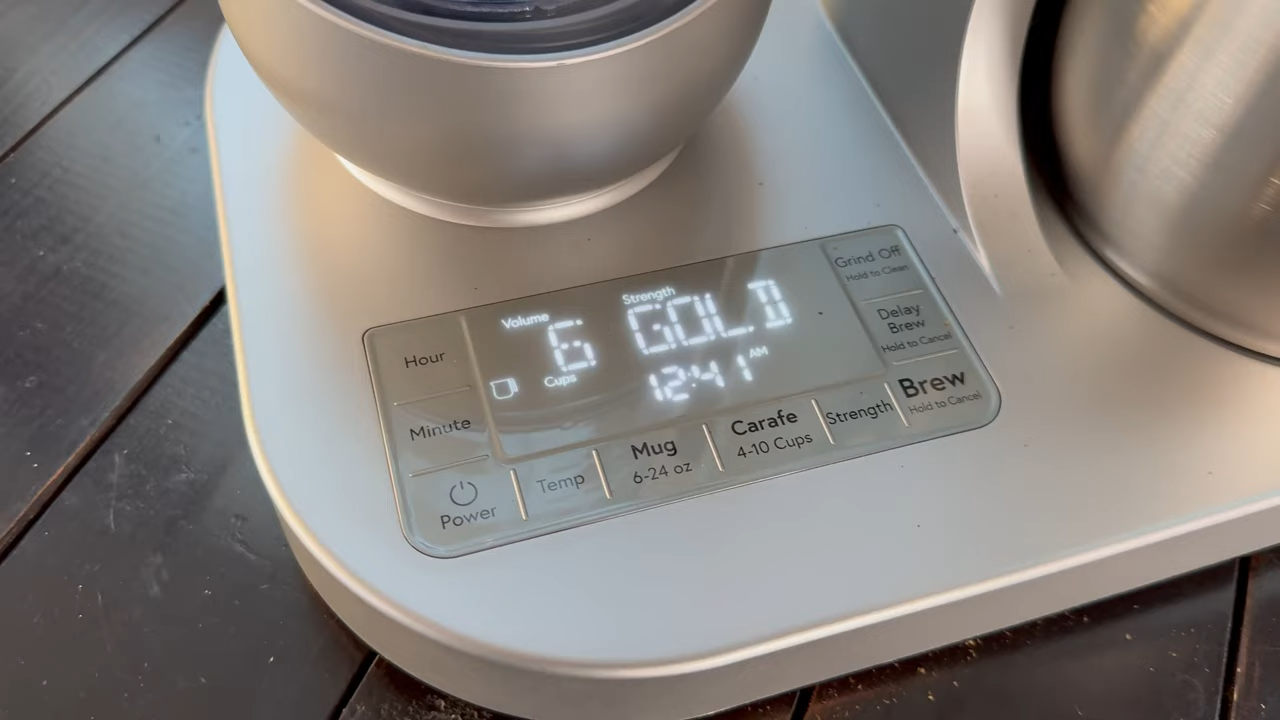 Volume
6
Cups
Strength
GOLD
12:41 AM
Grind Off
Hold to Clean
Delay
Brew
Hold to Cancel
Hour
Minute
Power
Temp
Mug
6-24 oz
Carafe
4-10 Cups
Strength
Brew
Hold to Cancel